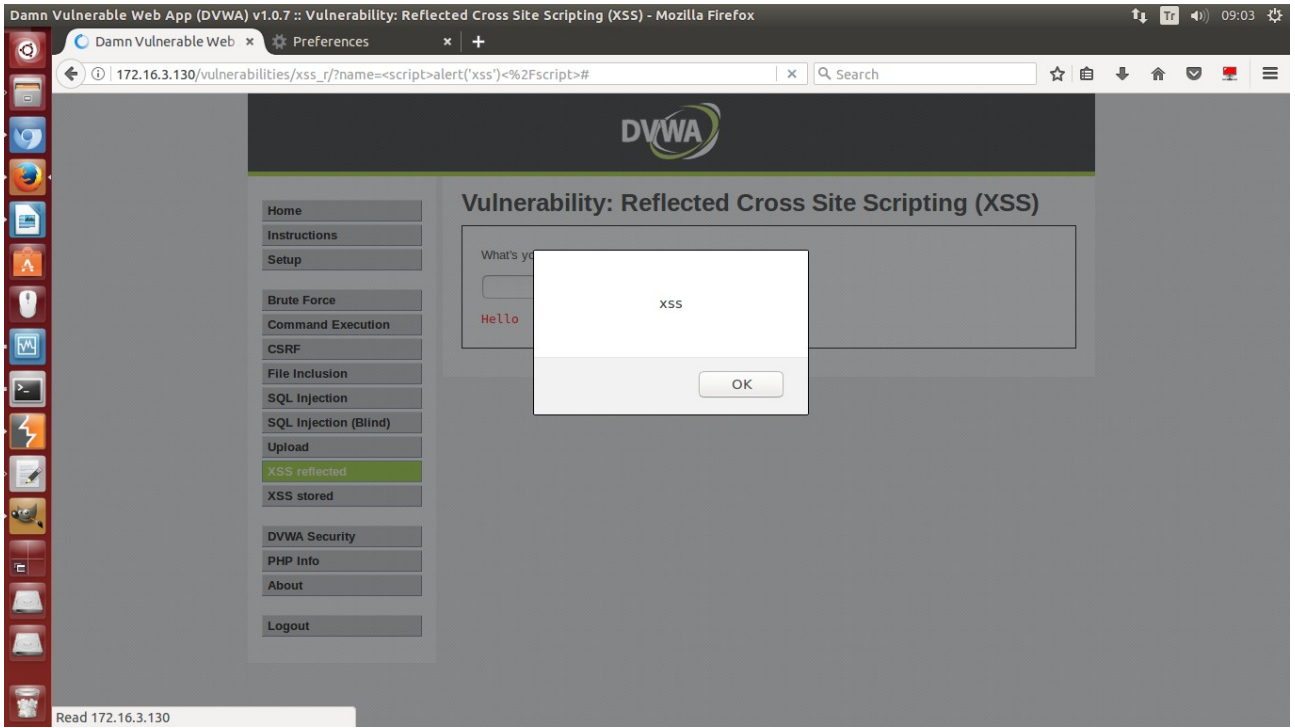 Damn Vulnerable Web App (DVWA) v1.0.7 :: Vulnerability: Reflected Cross Site Scripting (XSS) - Mozilla Firefox
Tr
09:03
Damn Vulnerable Web
Preferences
172.16.3.130/vulnerabilities/xss_r/?name=<script>alert('xss')<%2Fscript>#
Search
DVWA
Vulnerability: Reflected Cross Site Scripting (XSS)
Home
Instructions
Setup
Brute Force
Command Execution
CSRF
File Inclusion
SQL Injection
SQL Injection (Blind)
Upload
XSS reflected
XSS stored
DVWA Security
PHP Info
About
Logout
What's yo
Hello
xss
OK
Read 172.16.3.130